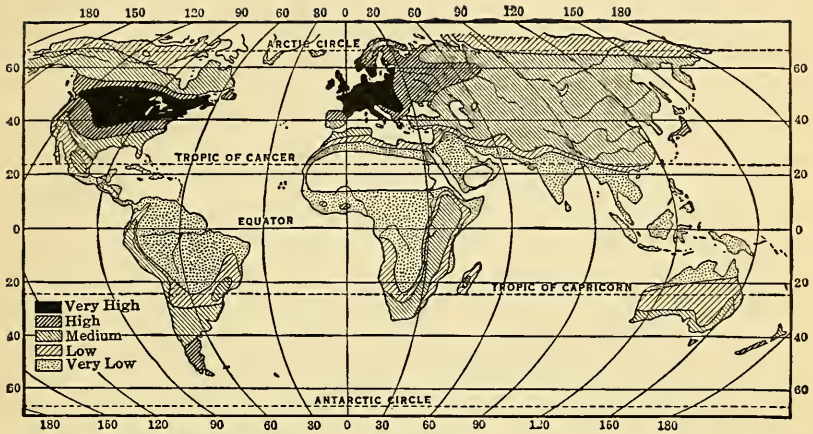 180 150 120 90 60 30 0 30 60 90 120 150 180
ARCTIC CIRCLE
60 60
40 40
TROPIC OF CANCER
20 20
EQUATOR
0 0
20 20
TROPIC OF CAPRICORN
Very High
High
Medium
Low
Very Low
40 40
60 60
ANTARCTIC CIRCLE
180 150 120 90 60 30 0 30 60 90 120 150 180